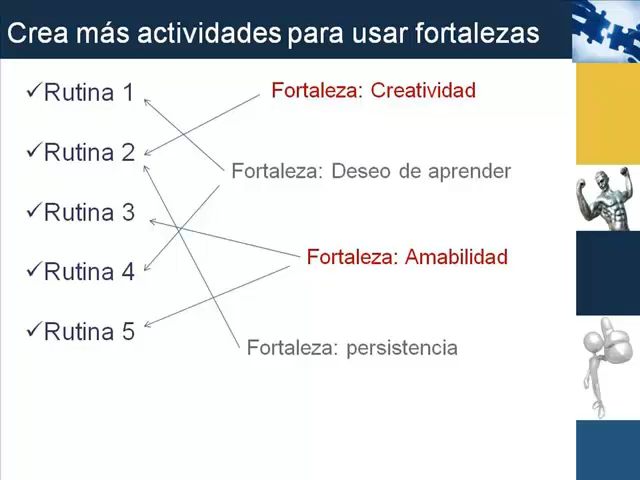 Crea más actividades para usar fortalezas
✓Rutina 1
Fortaleza: Creatividad
✓Rutina 2
Fortaleza: Deseo de aprender
✓Rutina 3
Fortaleza: Amabilidad
✓Rutina 4
✓Rutina 5
Fortaleza: persistencia